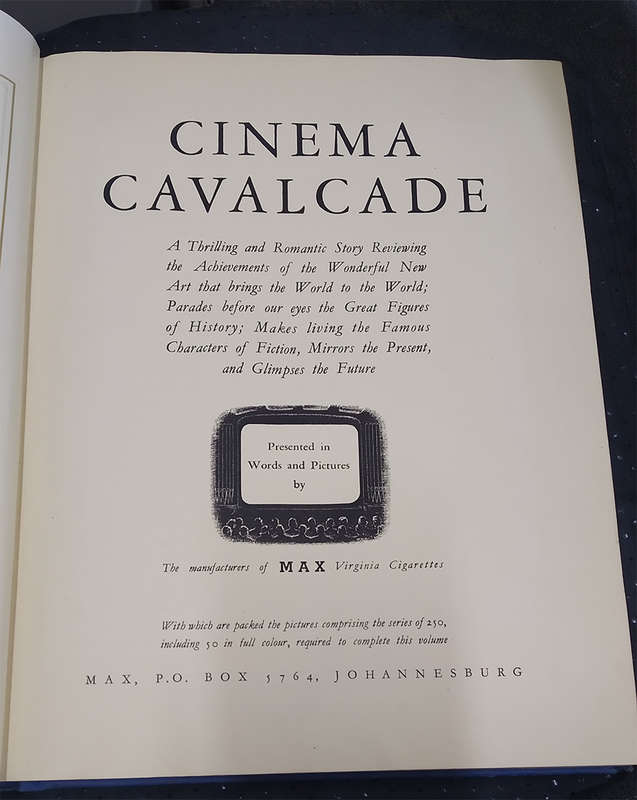 CINEMA
CAVALCADE
A Thrilling and Romantic Story Reviewing
the Achievements of the Wonderful New
Art that brings the World to the World;
Parades before our eyes the Great Figures
of History; Makes living the Famous
Characters of Fiction, Mirrors the Present,
and Glimpses the Future
Presented in
Words and Pictures
by
The manufacturers of MAX Virginia Cigarettes
With which are packed the pictures comprising the series of 250,
including 50 in full colour, required to complete this volume
MAX, P.O. BOX 5764, JOHANNESBURG